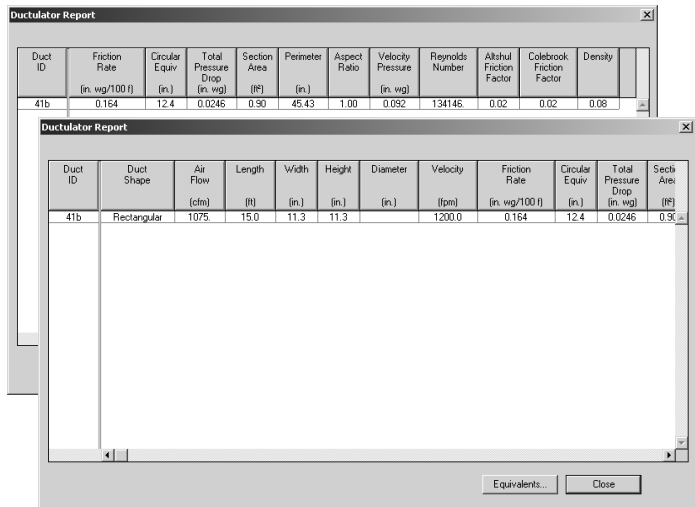 Ductulator Report
Duct ID Friction Rate (in. wg/100 f) Circular Equiv (in.) Total Pressure Drop (in. wg) Section Area (ft²) Perimeter (in.) Aspect Ratio Velocity Pressure (in. wg) Reynolds Number Altshul Friction Factor Colebrook Friction Factor Density
41b 0.164 12.4 0.0246 0.90 45.43 1.00 0.092 134146. 0.02 0.02 0.08
Ductulator Report
Duct ID Duct Shape Air Flow (cfm) Length (ft) Width (in.) Height (in.) Diameter (in.) Velocity (fpm) Friction Rate (in. wg/100 f) Circular Equiv (in.) Total Pressure Drop (in. wg) Sectio Area (ft²)
41b Rectangular 1075. 15.0 11.3 11.3 1200.0 0.164 12.4 0.0246 0.90
Equivalents... Close